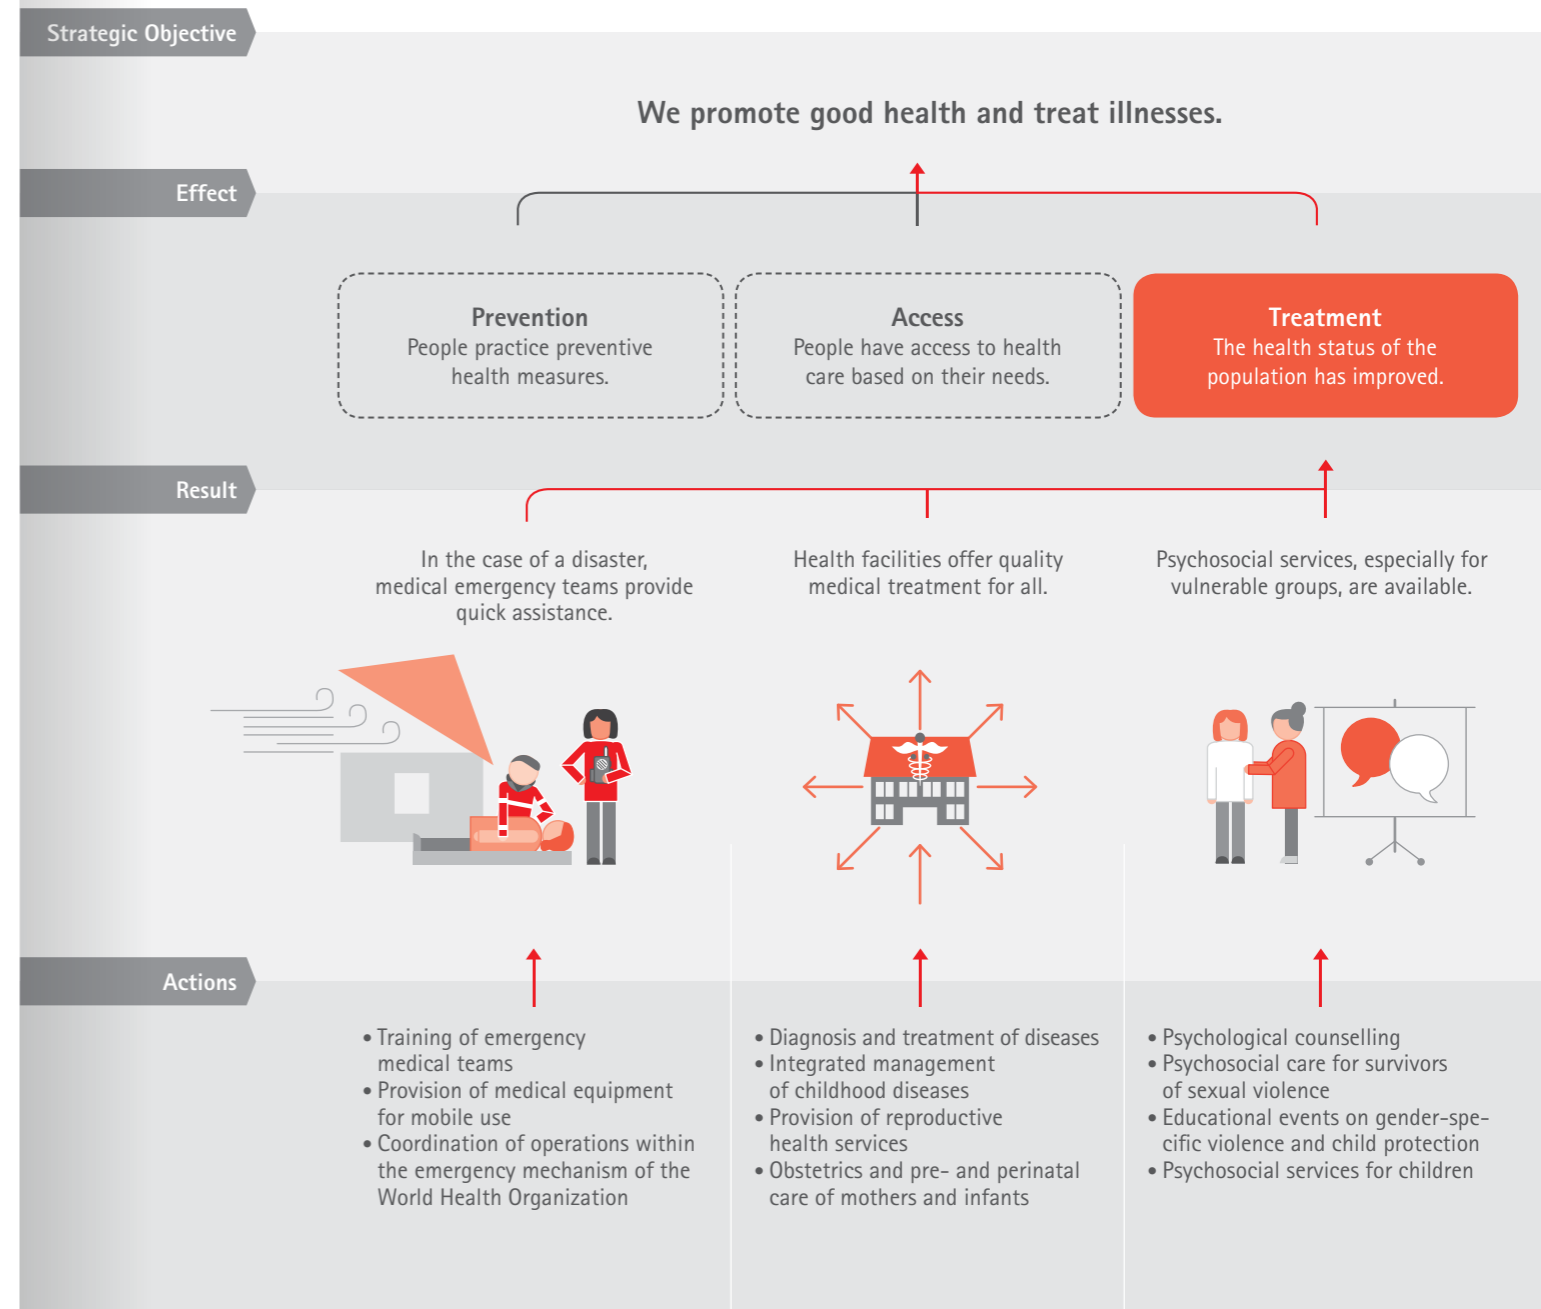 Strategic Objective
We promote good health and treat illnesses.
Effect
Prevention
People practice preventive
health measures.
Access
People have access to health
care based on their needs.
Treatment
The health status of the
population has improved.
Result
In the case of a disaster,
medical emergency teams provide
quick assistance.
Health facilities offer quality
medical treatment for all.
Psychosocial services, especially for
vulnerable groups, are available.
Actions
• Training of emergency
medical teams
• Provision of medical equipment
for mobile use
• Coordination of operations within
the emergency mechanism of the
World Health Organization
• Diagnosis and treatment of diseases
• Integrated management
of childhood diseases
• Provision of reproductive
health services
• Obstetrics and pre- and perinatal
care of mothers and infants
• Psychological counselling
• Psychosocial care for survivors
of sexual violence
• Educational events on gender-spe-
cific violence and child protection
• Psychosocial services for children